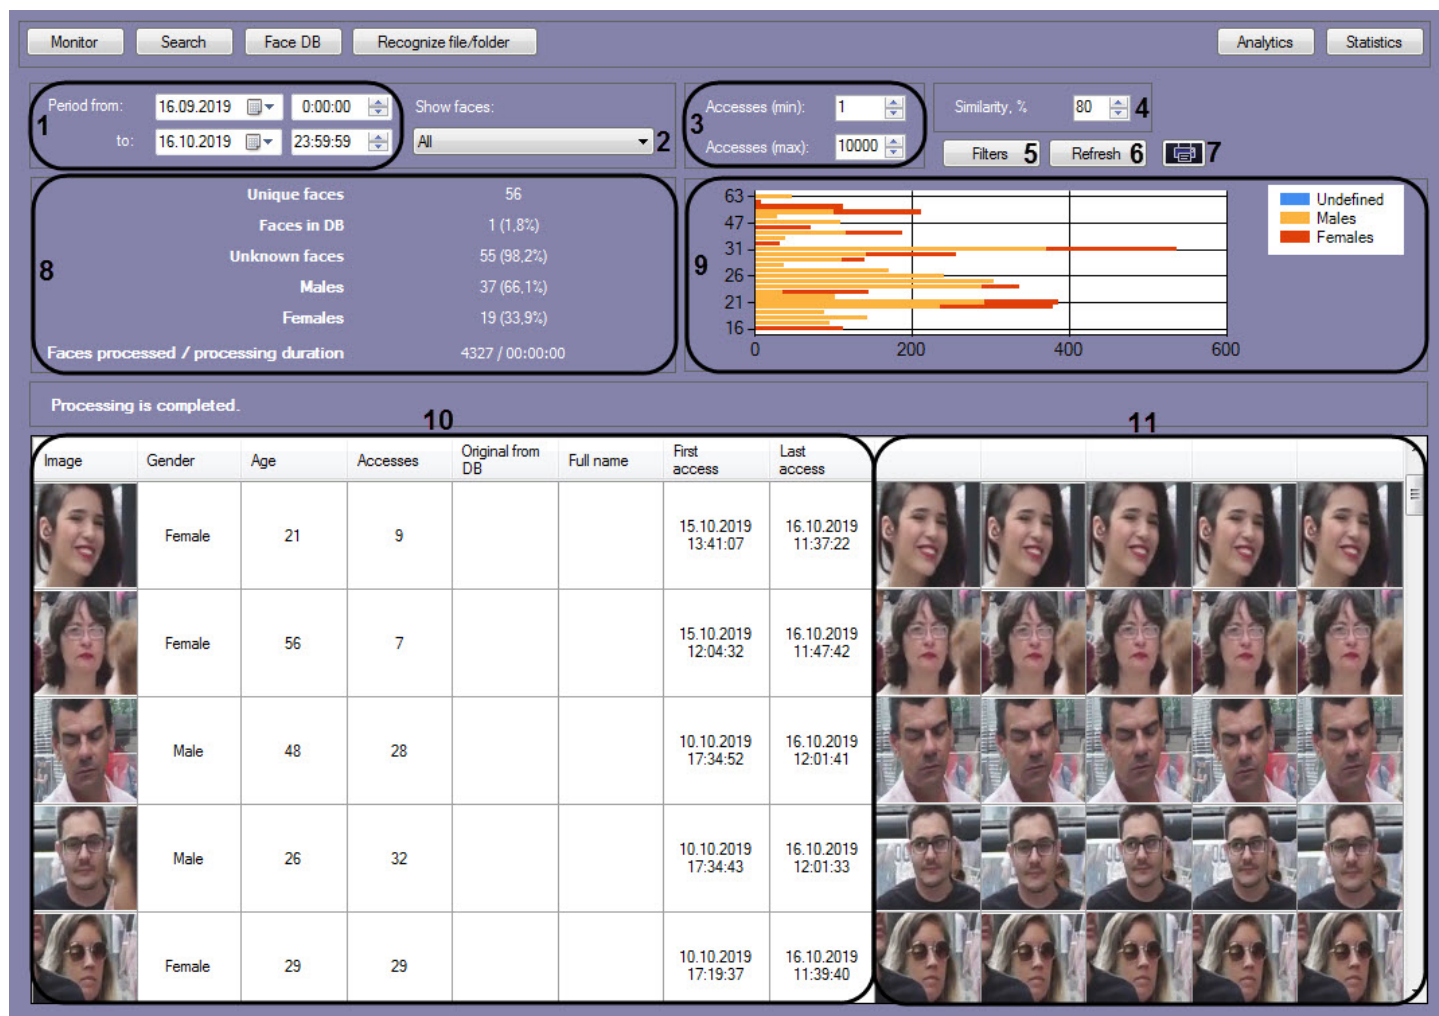 Monitor Search Face DB Recognize file/folder Analytics Statistics
Period from: 16.09.2019 0:00:00 Show faces: Accesses (min): 1 Similarity, % 80 4
1 to: 16.10.2019 23:59:59 All 2 3 Accesses (max): 10000 Filters 5 Refresh 6 7
8
Unique faces 56
Faces in DB 1 (1,8%)
Unknown faces 55 (98,2%)
Males 37 (66,1%)
Females 19 (33,9%)
Faces processed / processing duration 4327 / 00:00:00
9
63
47
31
26
21
16
0 200 400 600
Undefined
Males
Females
Processing is completed.
10 11
Image Gender Age Accesses Original from DB Full name First access Last access
Female 21 9 15.10.2019 13:41:07 16.10.2019 11:37:22
Female 56 7 15.10.2019 12:04:32 16.10.2019 11:47:42
Male 48 28 10.10.2019 17:34:52 16.10.2019 12:01:41
Male 26 32 10.10.2019 17:34:43 16.10.2019 12:01:33
Female 29 29 10.10.2019 17:19:37 16.10.2019 11:39:40